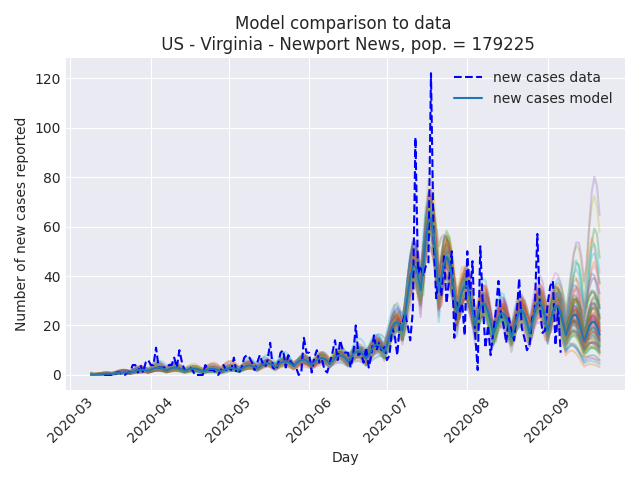 Model comparison to data
US - Virginia - Newport News, pop. = 179225
new cases data
new cases model
Number of new cases reported
120
100
80
60
40
20
0
2020-03
2020-04
2020-05
2020-06
2020-07
2020-08
2020-09
Day